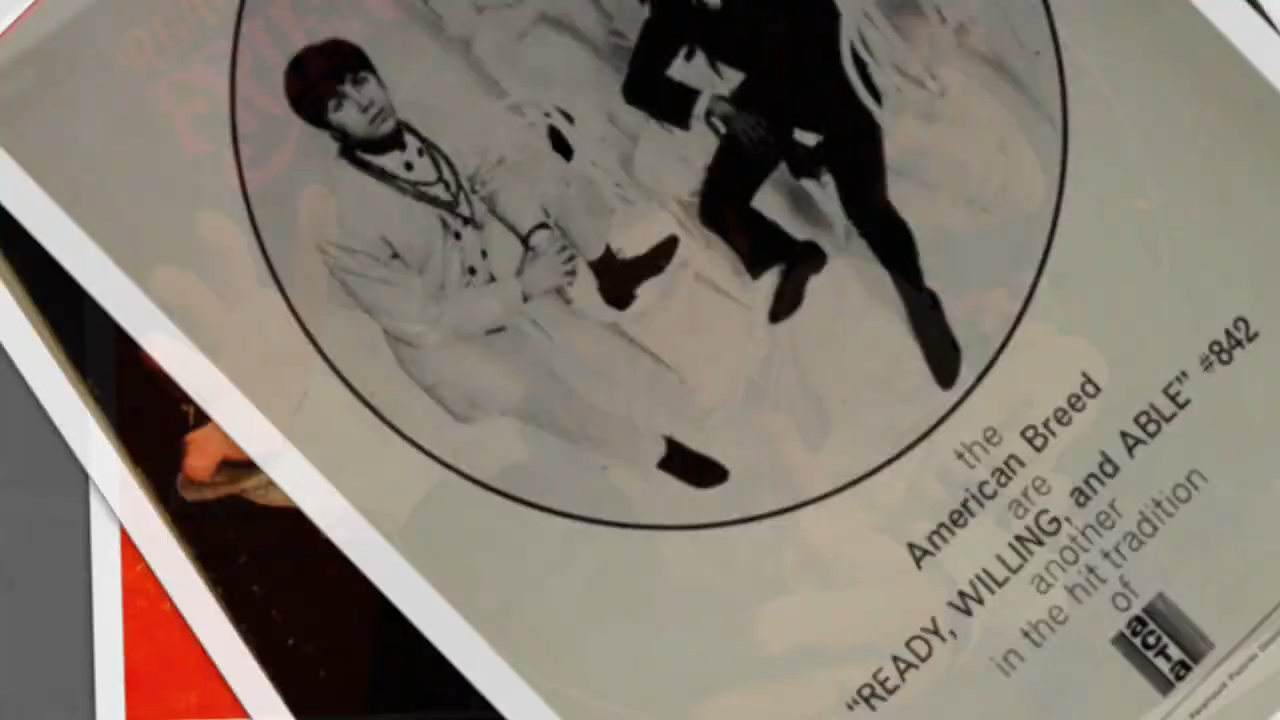 the
American Breed
are
"READY, WILLING, and ABLE" #842
another
in the hit tradition
of
acta